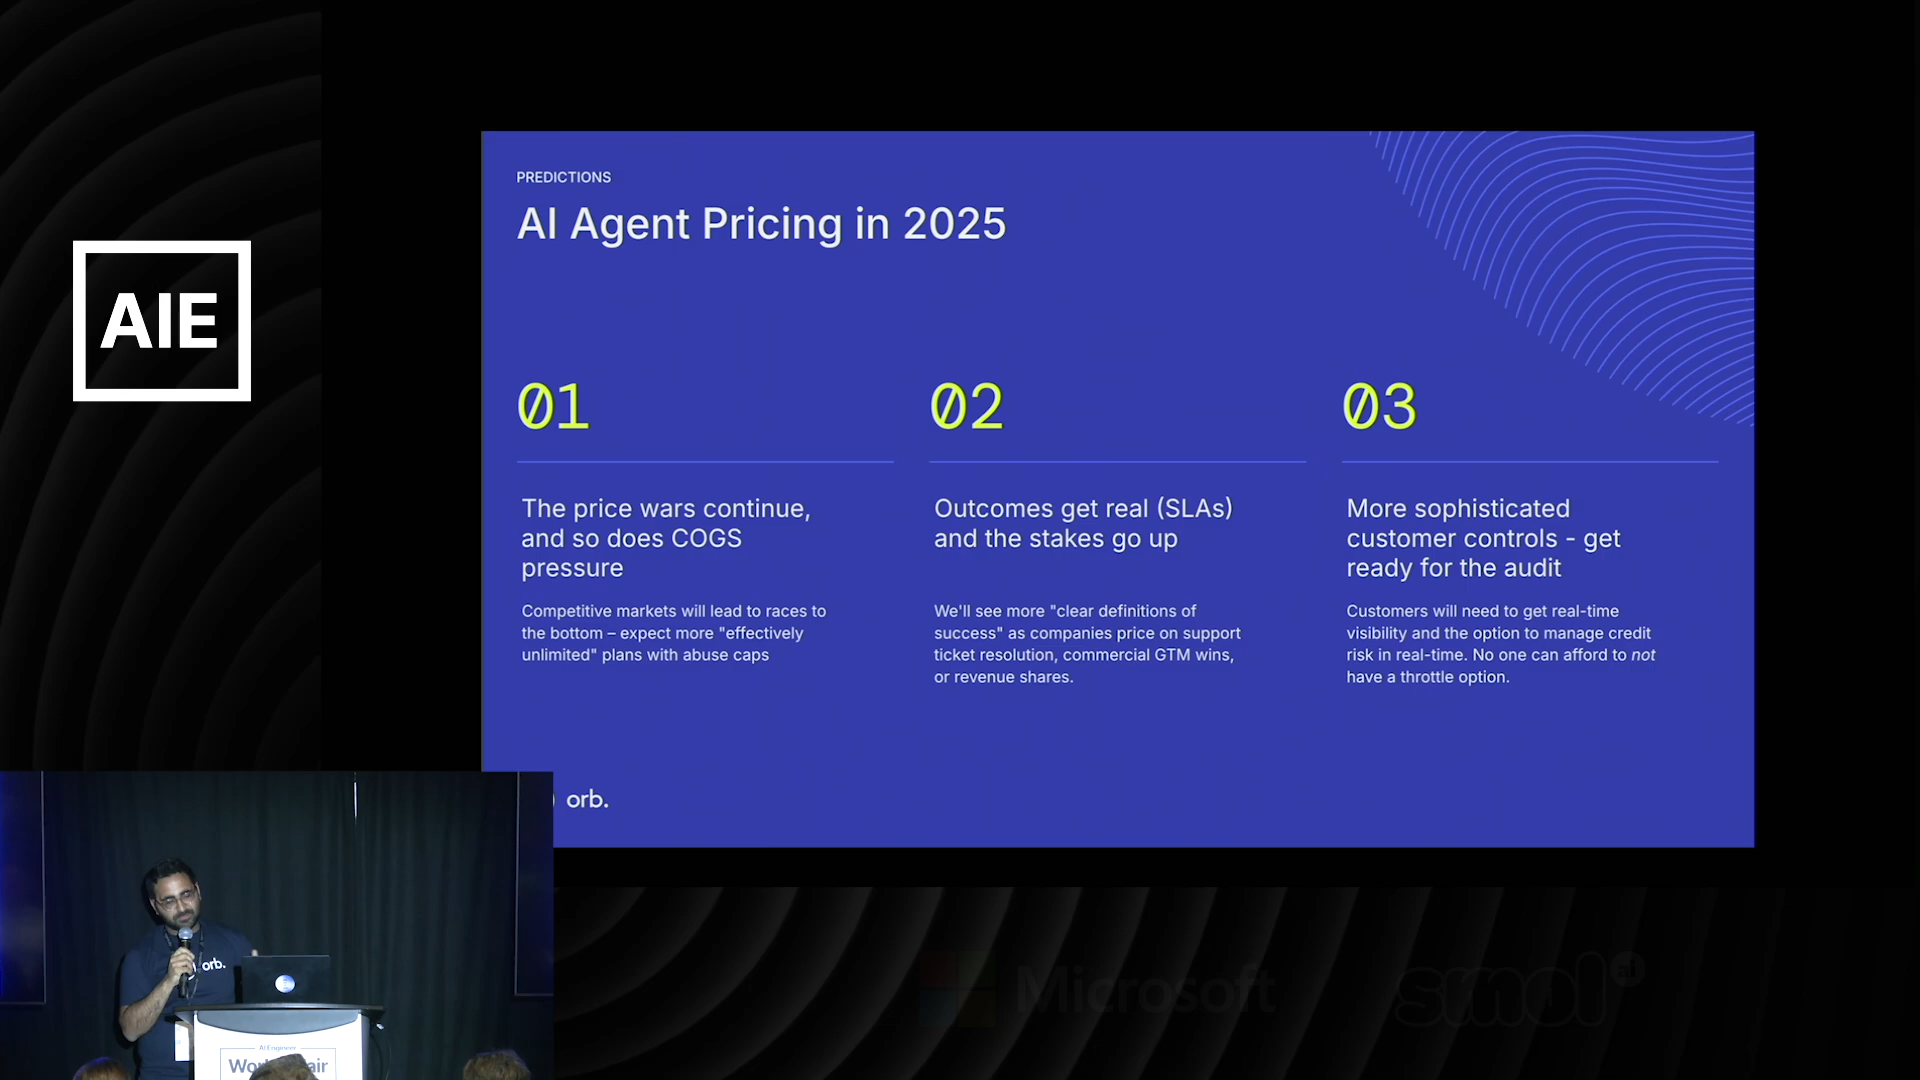 AIE
PREDICTIONS
AI Agent Pricing in 2025
01
The price wars continue,
and so does COGS
pressure
Competitive markets will lead to races to
the bottom – expect more "effectively
unlimited" plans with abuse caps
02
Outcomes get real (SLAs)
and the stakes go up
We'll see more "clear definitions of
success" as companies price on support
ticket resolution, commercial GTM wins,
or revenue shares.
03
More sophisticated
customer controls - get
ready for the audit
Customers will need to get real-time
visibility and the option to manage credit
risk in real-time. No one can afford to not
have a throttle option.
orb.
orb.
AI Engineer
Microsoft
smol ai